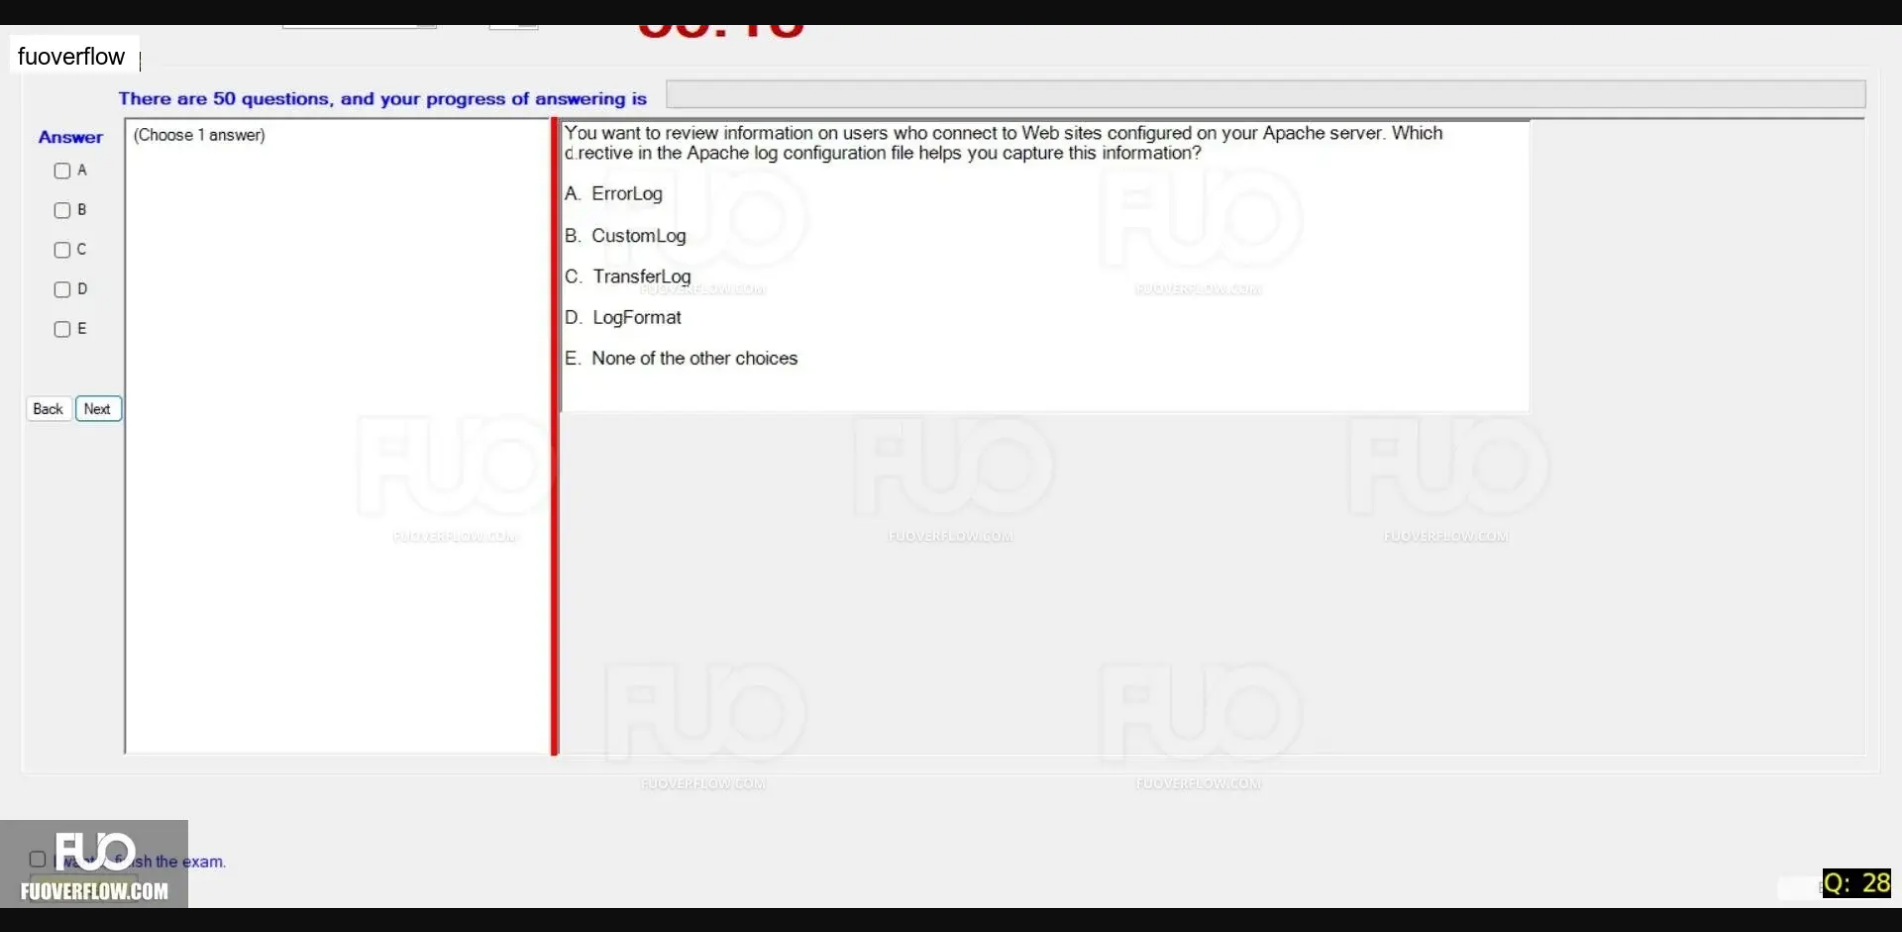 fuoverflow
There are 50 questions, and your progress of answering is
Answer
(Choose 1 answer)
A
B
C
D
E
Back Next
You want to review information on users who connect to Web sites configured on your Apache server. Which
d.rective in the Apache log configuration file helps you capture this information?
A. ErrorLog
B. CustomLog
C. TransferLog
D. LogFormat
E. None of the other choices
FUO
FUOVERFLOW.COM
FUO
FUOVERFLOW.COM
FUO
FUOVERFLOW.COM
FUO
FUOVERFLOW.COM
FUO
FUOVERFLOW.COM
FUO
FUOVERFLOW.COM
FUO
FUOVERFLOW.COM
the exam.
FUO
FUOVERFLOW.COM
Q: 28